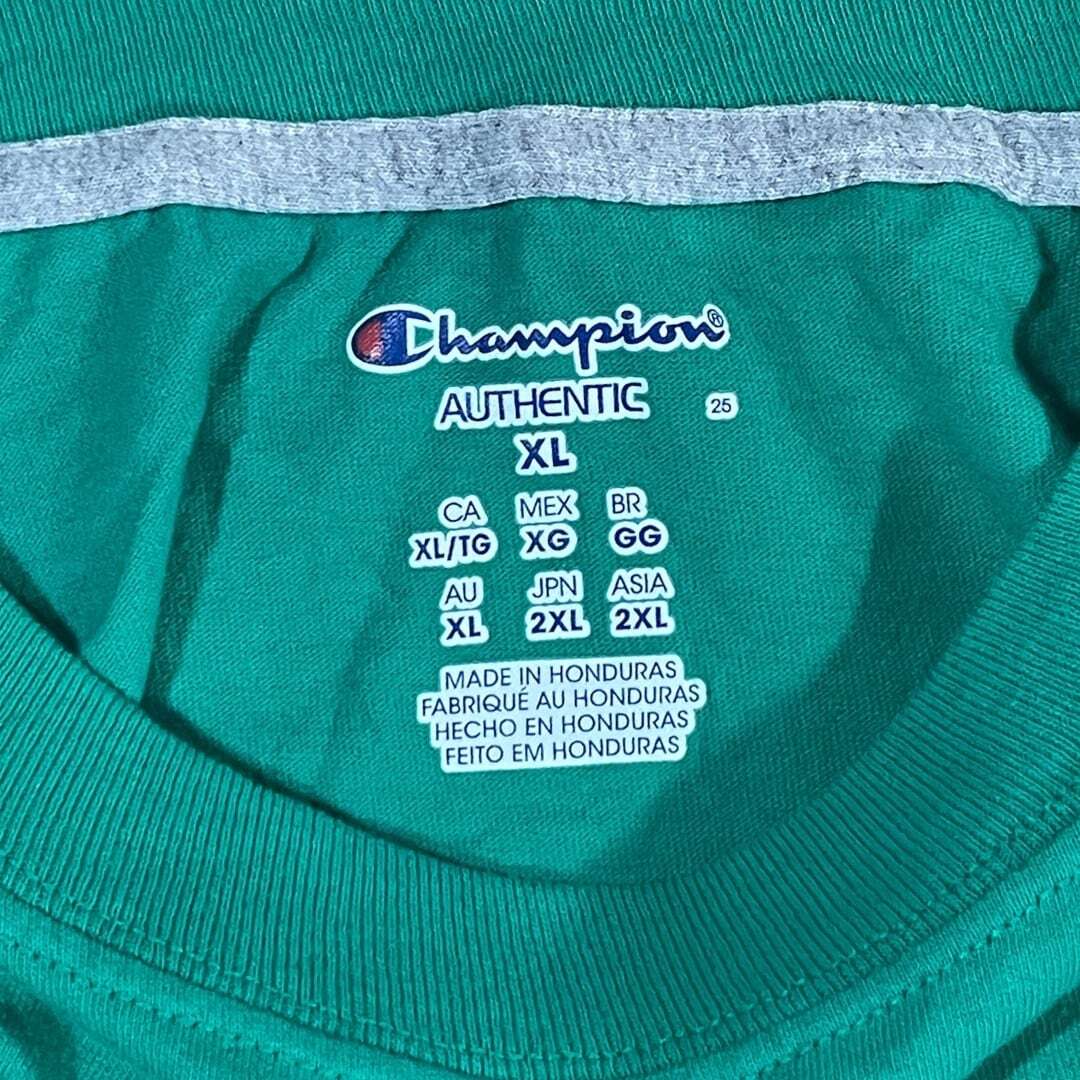 Champion®
AUTHENTIC 25
XL
CA MEX BR
XL/TG XG GG
AU JPN ASIA
XL 2XL 2XL
MADE IN HONDURAS
FABRIQUÉ AU HONDURAS
HECHO EN HONDURAS
FEITO EM HONDURAS